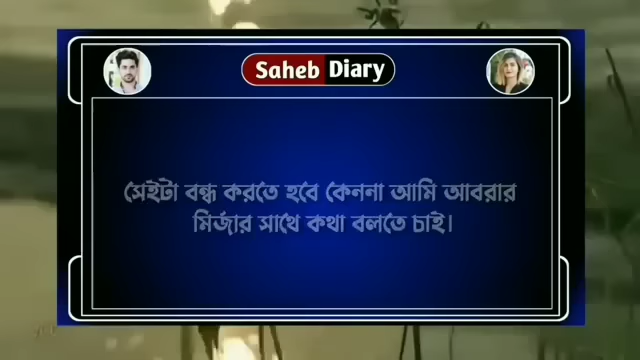 Saheb Diary
সেইটা বন্ধ করতে হবে কেননা আমি আবরার
মির্জার সাথে কথা বলতে চাই।